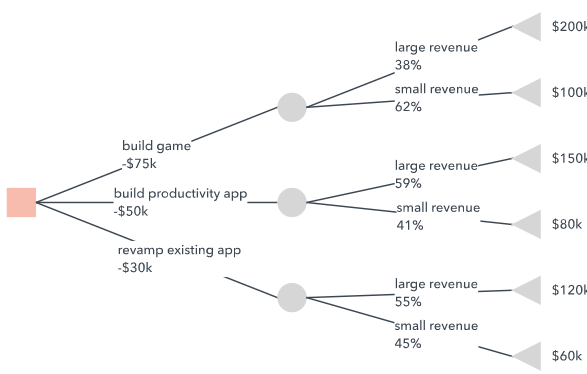 $200k
large revenue
38%
small revenue
62%
$100k
build game
-$75k
large revenue
59%
$150k
build productivity app
-$50k
small revenue
41%
$80k
revamp existing app
-$30k
large revenue
55%
$120k
small revenue
45%
$60k